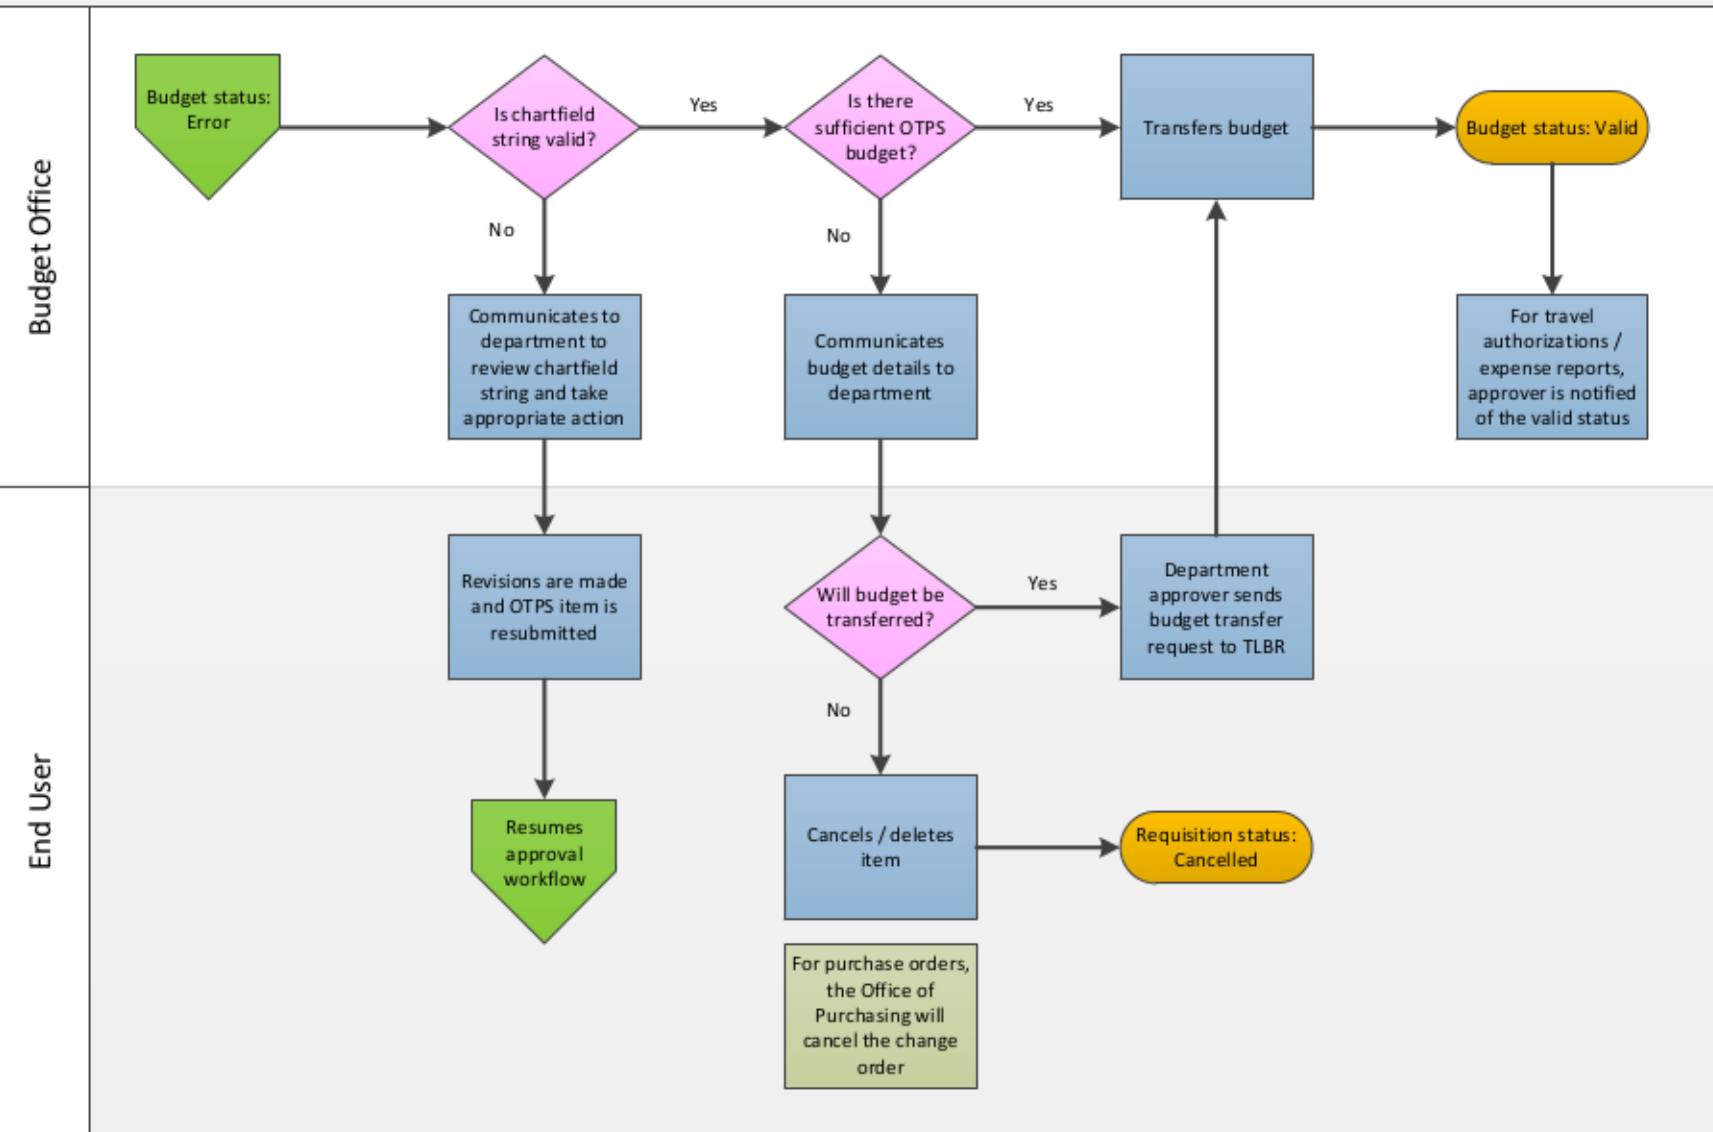 Budget Office
Budget status:
Error
Is chartfield
string valid?
Yes
Is there
sufficient OTPS
budget?
Yes
Transfers budget
Budget status: Valid
No
No
Communicates to
department to
review chartfield
string and take
appropriate action
Communicates
budget details to
department
For travel
authorizations /
expense reports,
approver is notified
of the valid status
End User
Revisions are made
and OTPS item is
resubmitted
Will budget be
transferred?
Yes
Department
approver sends
budget transfer
request to TLBR
No
Resumes
approval
workflow
Cancels / deletes
item
Requisition status:
Cancelled
For purchase orders,
the Office of
Purchasing will
cancel the change
order